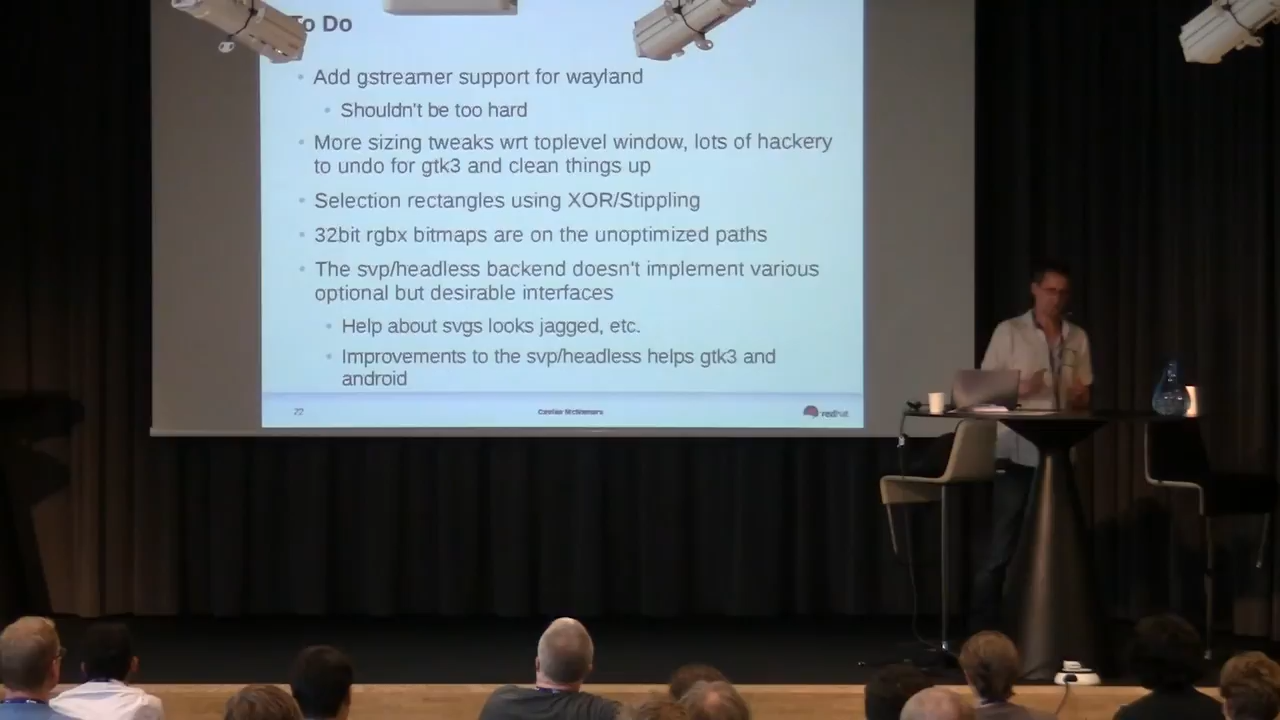 To Do
Add gstreamer support for wayland
Shouldn't be too hard
More sizing tweaks wrt toplevel window, lots of hackery
to undo for gtk3 and clean things up
Selection rectangles using XOR/Stippling
32bit rgbx bitmaps are on the unoptimized paths
The svp/headless backend doesn't implement various
optional but desirable interfaces
Help about svgs looks jagged, etc.
Improvements to the svp/headless helps gtk3 and
android
22
redhat